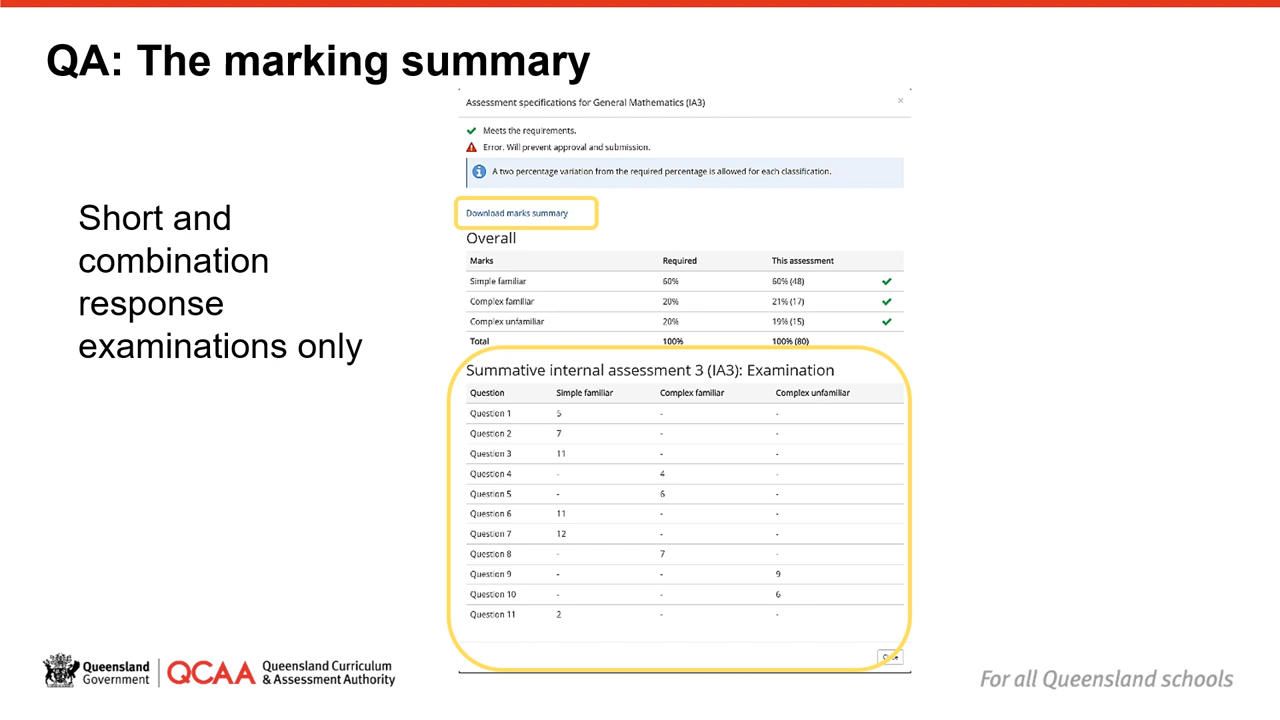 QA: The marking summary
Short and
combination
response
examinations only
Assessment specifications for General Mathematics (IA3) ×
Meets the requirements.
Error. Will prevent approval and submission.
A two percentage variation from the required percentage is allowed for each classification.
Download marks summary
Overall
Marks Required This assessment
Simple familiar 60% 60% (48)
Complex familiar 20% 21% (17)
Complex unfamiliar 20% 19% (15)
Total 100% 100% (80)
Summative internal assessment 3 (IA3): Examination
Question Simple familiar Complex familiar Complex unfamiliar
Question 1 5 - -
Question 2 7 - -
Question 3 11 - -
Question 4 - 4 -
Question 5 - 6 -
Question 6 11 - -
Question 7 12 - -
Question 8 - 7 -
Question 9 - - 9
Question 10 - - 6
Question 11 2 - -
Queensland
Government
QCAA
Queensland Curriculum
& Assessment Authority
For all Queensland schools